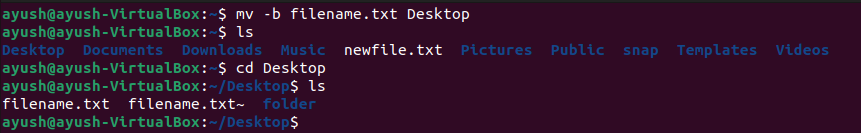 ayush@ayush-VirtualBox:~$ mv -b filename.txt Desktop
ayush@ayush-VirtualBox:~$ ls
Desktop  Documents  Downloads  Music  newfile.txt  Pictures  Public  snap  Templates  Videos
ayush@ayush-VirtualBox:~$ cd Desktop
ayush@ayush-VirtualBox:~/Desktop$ ls
filename.txt  filename.txt~  folder
ayush@ayush-VirtualBox:~/Desktop$